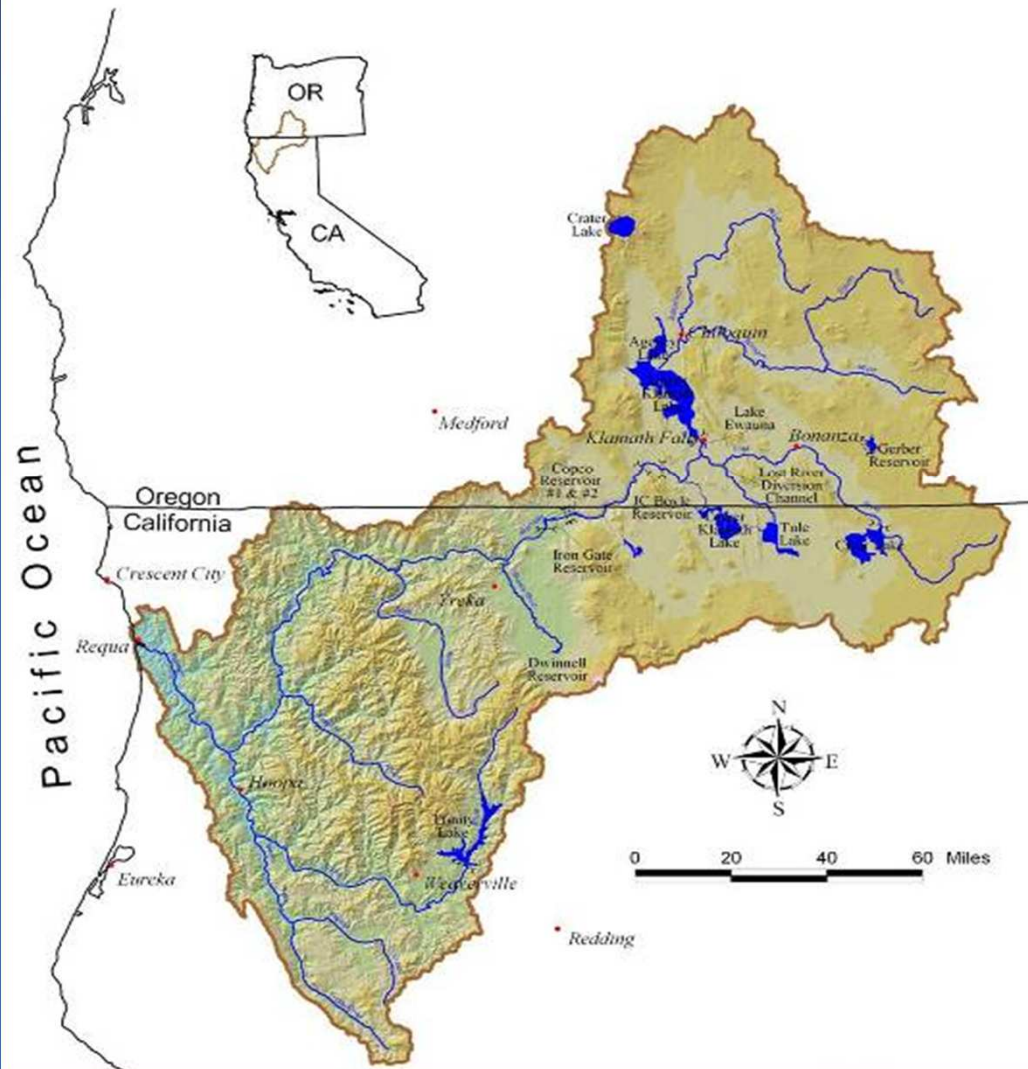 OR
CA
Crater
Lake
Chiloquin
Agency
Lake
Klamath
Lake
Medford
Lake
Ewauna
Klamath Falls
Bonanza
Gerber
Reservoir
Copco
Reservoir
#1 & #2
Lost River
Diversion
Channel
Oregon
California
JC Boyle
Reservoir
Klamath
Lake
Tule
Lake
Iron Gate
Reservoir
Crescent City
Yreka
Requa
Dwinnell
Reservoir
Pacific Ocean
N
W
E
S
Hoopa
Lake
Weaverville
0 20 40 60 Miles
Eureka
Redding